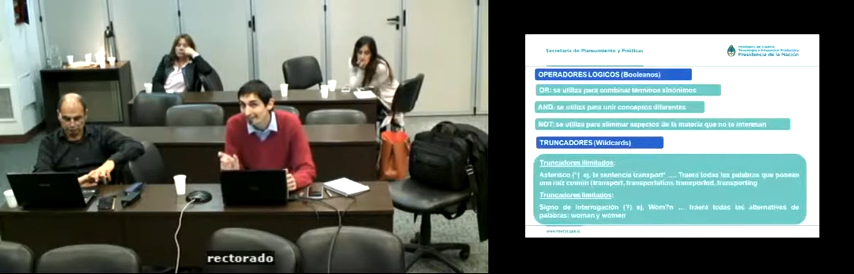 rectorado
Secretaría de Planeamiento y Políticas
Presidencia de la Nación
OPERADORES LOGICOS (Booleanos)
OR: se utiliza para combinar términos sinónimos
AND: se utiliza para unir conceptos diferentes
NOT: se utiliza para eliminar aspectos de la materia que no te interesan
TRUNCADORES (Wildcards)
Truncadores ilimitados:
Asterisco (*) ej. la sentencia transport* .... Traerá todas las palabras que posean
una raíz común (transport, transportation, transported, transporting
Truncadores limitados:
Signo de interrogación (?) ej. Wom?n ... traerá todas las alternativas de
palabras: woman y women